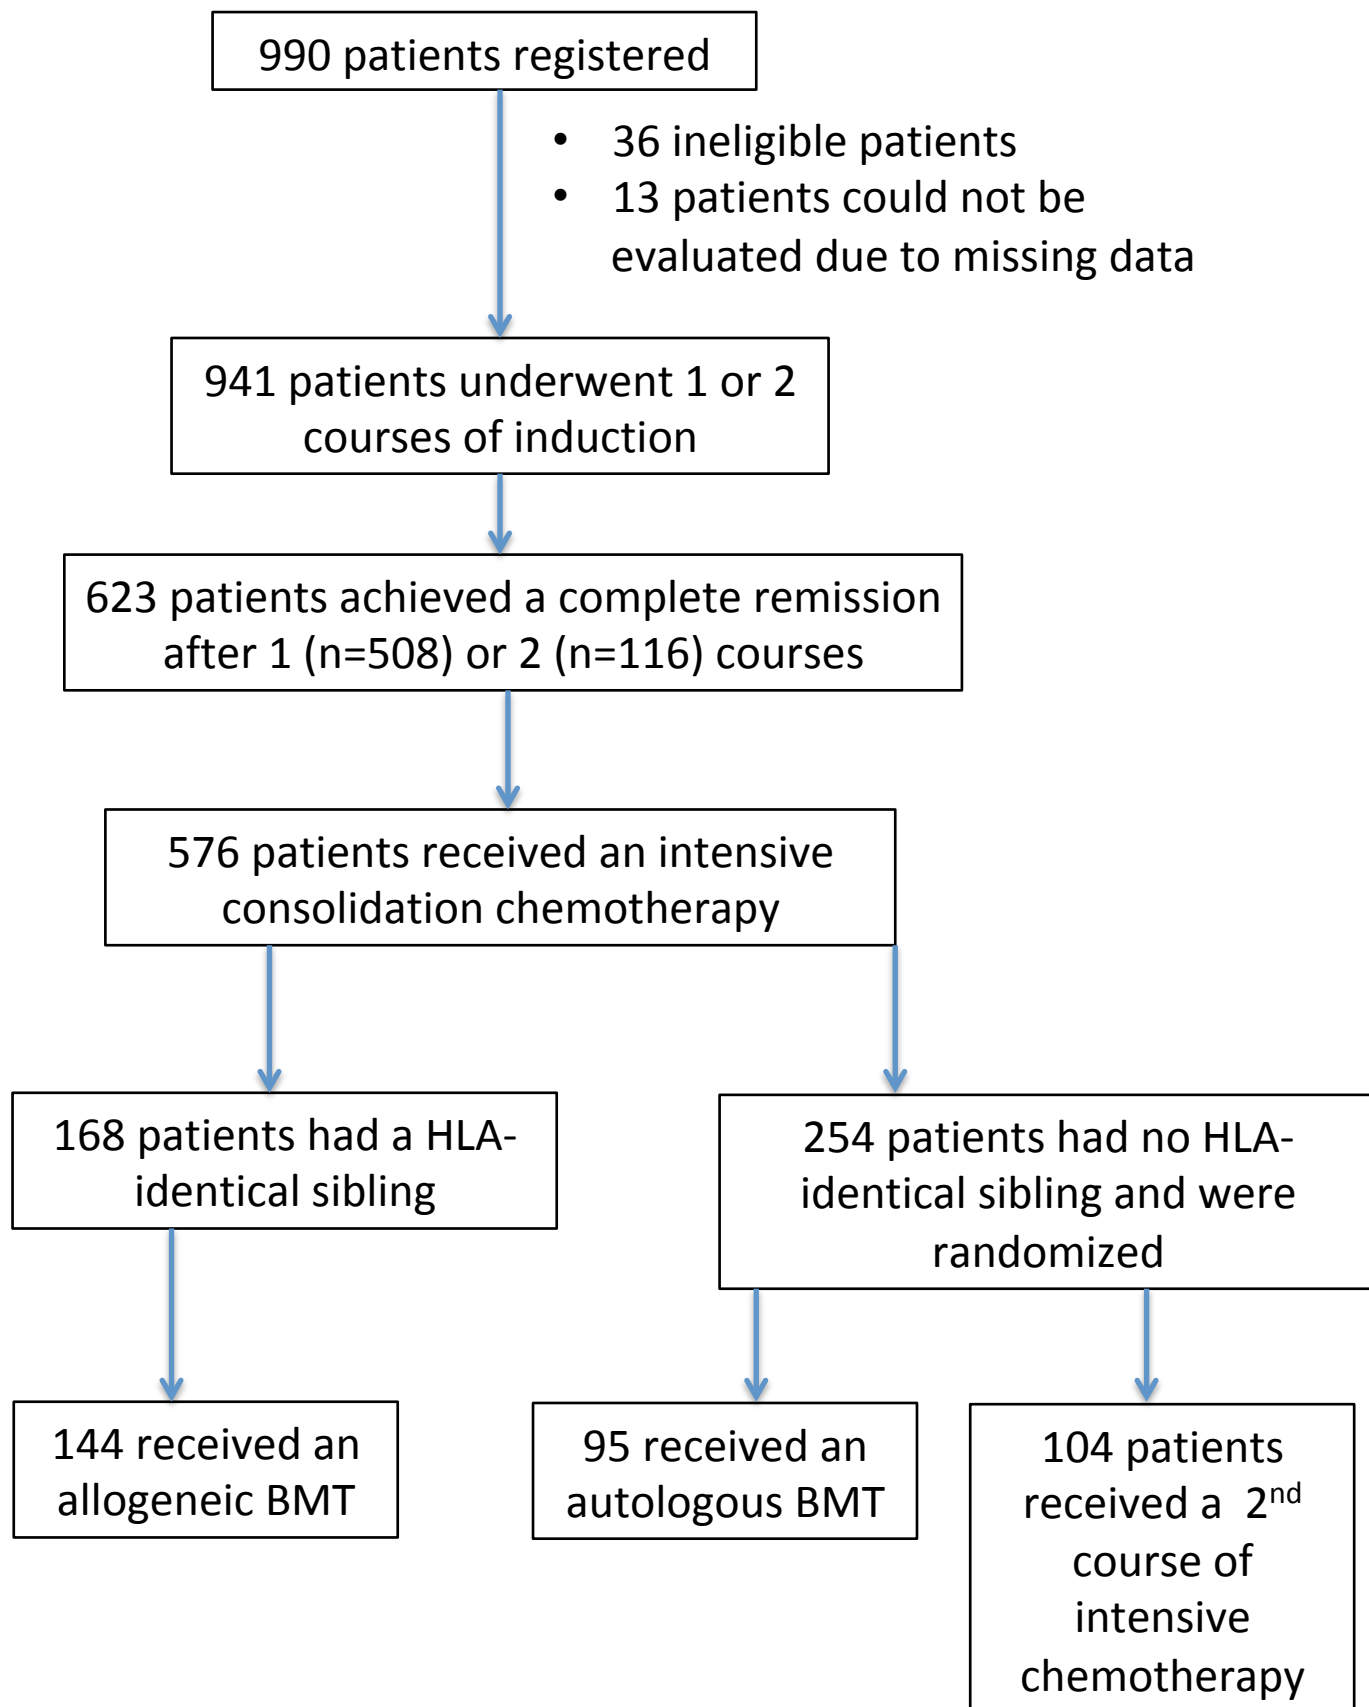 990 patients registered
• 36 ineligible patients
• 13 patients could not be
evaluated due to missing data
941 patients underwent 1 or 2
courses of induction
623 patients achieved a complete remission
after 1 (n=508) or 2 (n=116) courses
576 patients received an intensive
consolidation chemotherapy
168 patients had a HLA-
identical sibling
254 patients had no HLA-
identical sibling and were
randomized
144 received an
allogeneic BMT
95 received an
autologous BMT
104 patients
received a 2nd
course of
intensive
chemotherapy